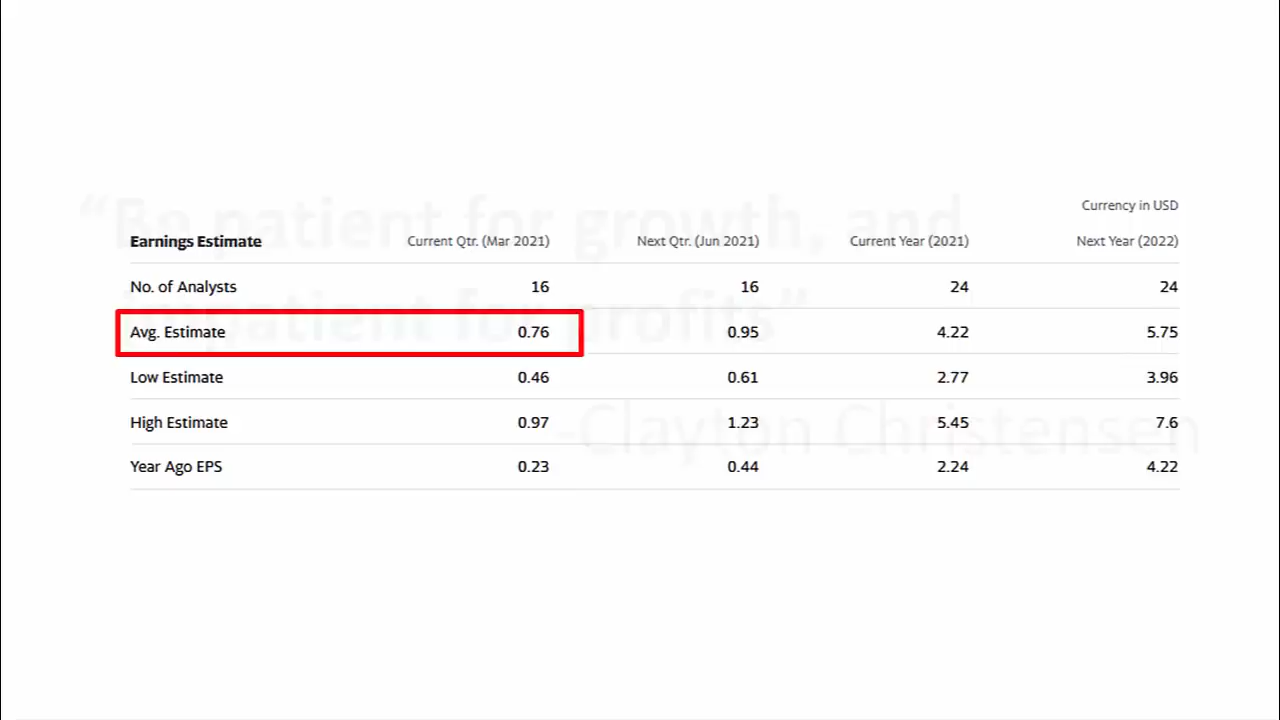 “Be patient for growth, and
impatient for profits”
-Clayton Christensen
Currency in USD
Earnings Estimate Current Qtr. (Mar 2021) Next Qtr. (Jun 2021) Current Year (2021) Next Year (2022)
No. of Analysts 16 16 24 24
Avg. Estimate 0.76 0.95 4.22 5.75
Low Estimate 0.46 0.61 2.77 3.96
High Estimate 0.97 1.23 5.45 7.6
Year Ago EPS 0.23 0.44 2.24 4.22